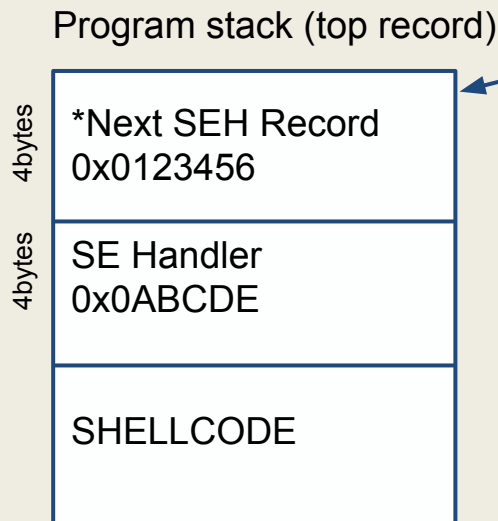 Program stack (top record)
4bytes
*Next SEH Record
0x0123456
4bytes
SE Handler
0x0ABCDE
SHELLCODE